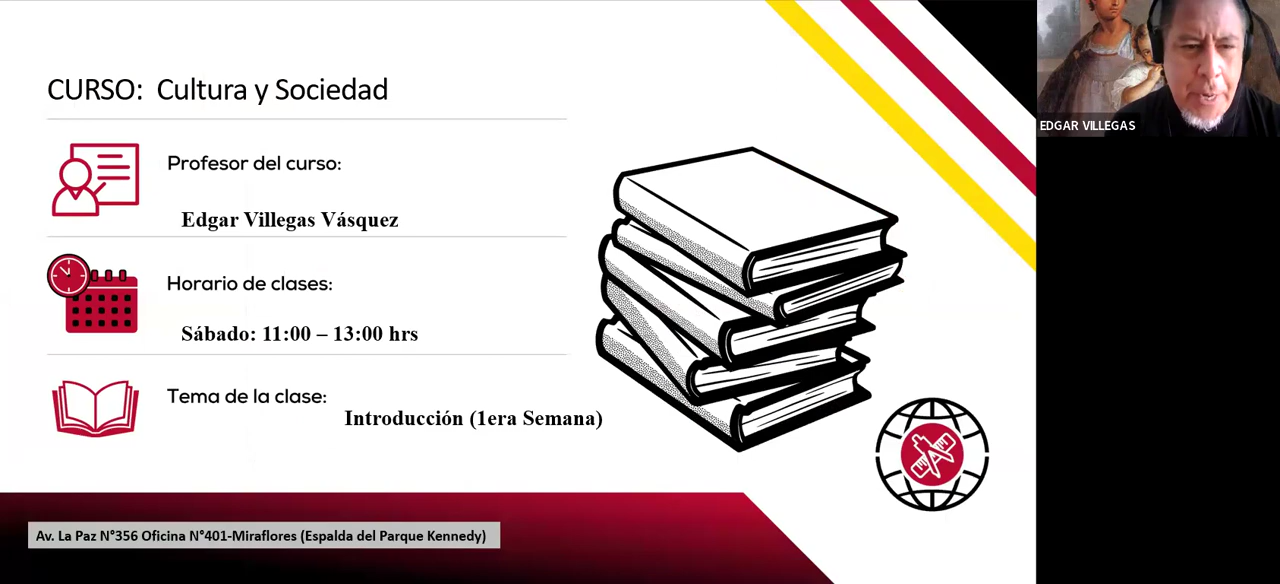 CURSO: Cultura y Sociedad
Profesor del curso:
Edgar Villegas Vásquez
Horario de clases:
Sábado: 11:00 – 13:00 hrs
Tema de la clase:
Introducción (1era Semana)
Av. La Paz N°356 Oficina N°401-Miraflores (Espalda del Parque Kennedy)
EDGAR VILLEGAS